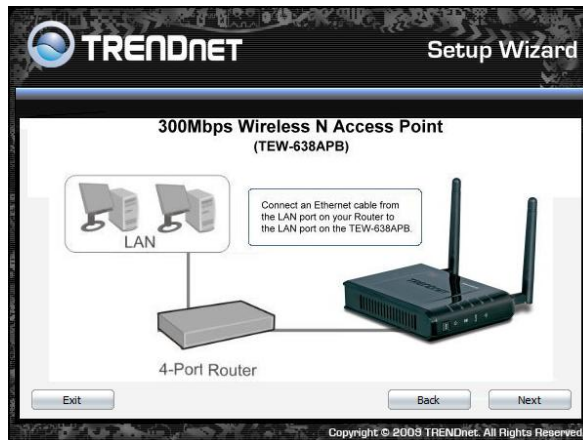 TRENDNET
Setup Wizard
300Mbps Wireless N Access Point
(TEW-638APB)
Connect an Ethernet cable from
the LAN port on your Router to
the LAN port on the TEW-638APB.
LAN
TRENDNET
4-Port Router
Exit
Back
Next
Copyright © 2009 TRENDnet. All Rights Reserved